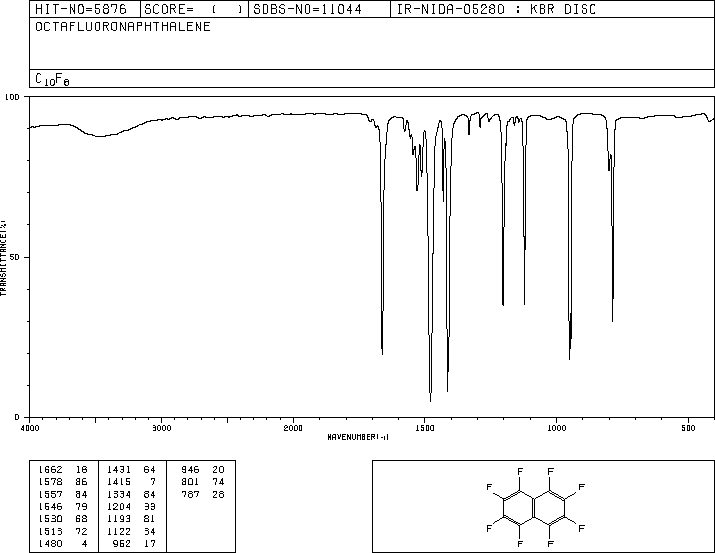 HIT-NO=5876 SCORE= ( ) SDBS-NO=11044 IR-NIDA-05280 : KBR DISC
OCTAFLUORONAPHTHALENE
C10F8
100
50
0
TRANSMITTANCE(%)
4000 3000 2000 1500 1000 500
WAVENUMBER(-1)
1662 18 1431 64 946 20
1578 86 1415 7 801 74
1557 84 1334 84 787 28
1546 79 1204 33
1530 68 1193 81
1513 72 1122 34
1480 4 952 17
F F F F
F F
F F